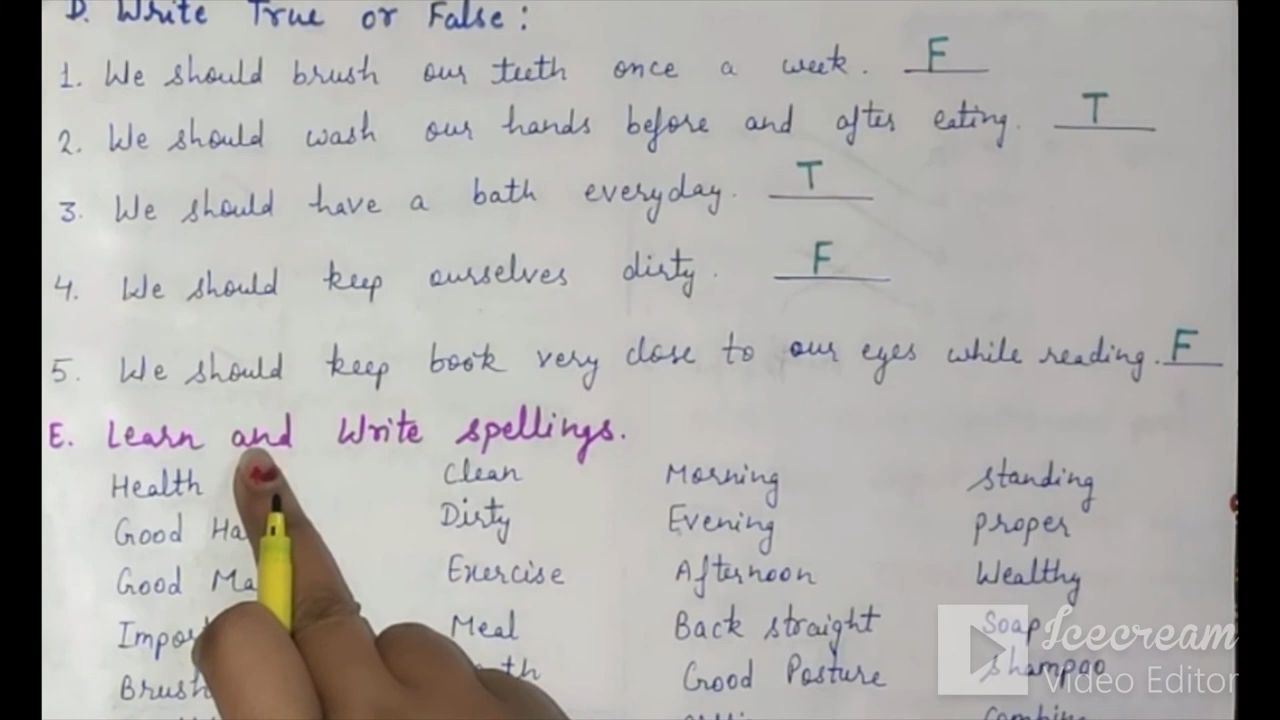 D. Write True or False:
1. We should brush our teeth once a week. F
2. We should wash our hands before and after eating. T
3. We should have a bath everyday. T
4. We should keep ourselves dirty. F
5. We should keep book very close to our eyes while reading. F
E. Learn and Write spellings.
Health Clean Morning standing
Good Dirty Evening proper
Good Exercise Afternoon Wealthy
Meal Back straight Soap
Brush Good Posture Shampoo
Icecream
Video Editor